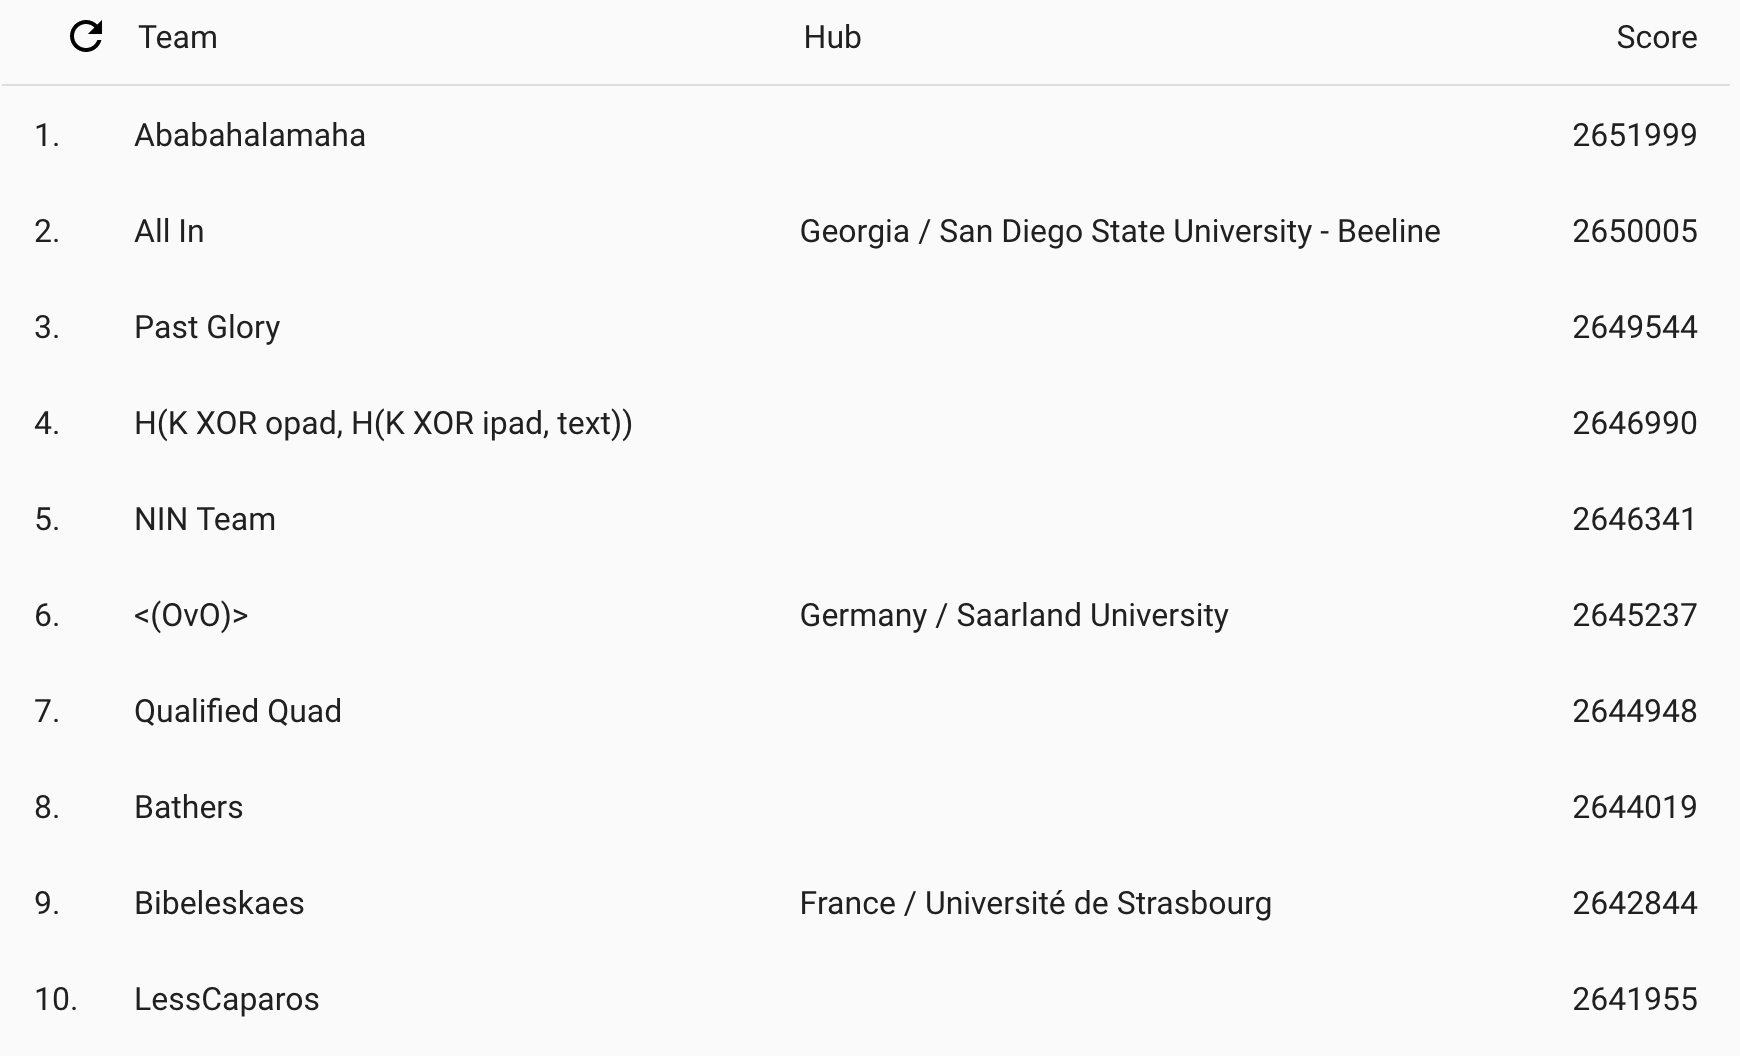 Team Hub Score
1. Ababahalamaha 2651999
2. All In Georgia / San Diego State University - Beeline 2650005
3. Past Glory 2649544
4. H(K XOR opad, H(K XOR ipad, text)) 2646990
5. NIN Team 2646341
6. <(OvO)> Germany / Saarland University 2645237
7. Qualified Quad 2644948
8. Bathers 2644019
9. Bibeleskaes France / Université de Strasbourg 2642844
10. LessCaparos 2641955